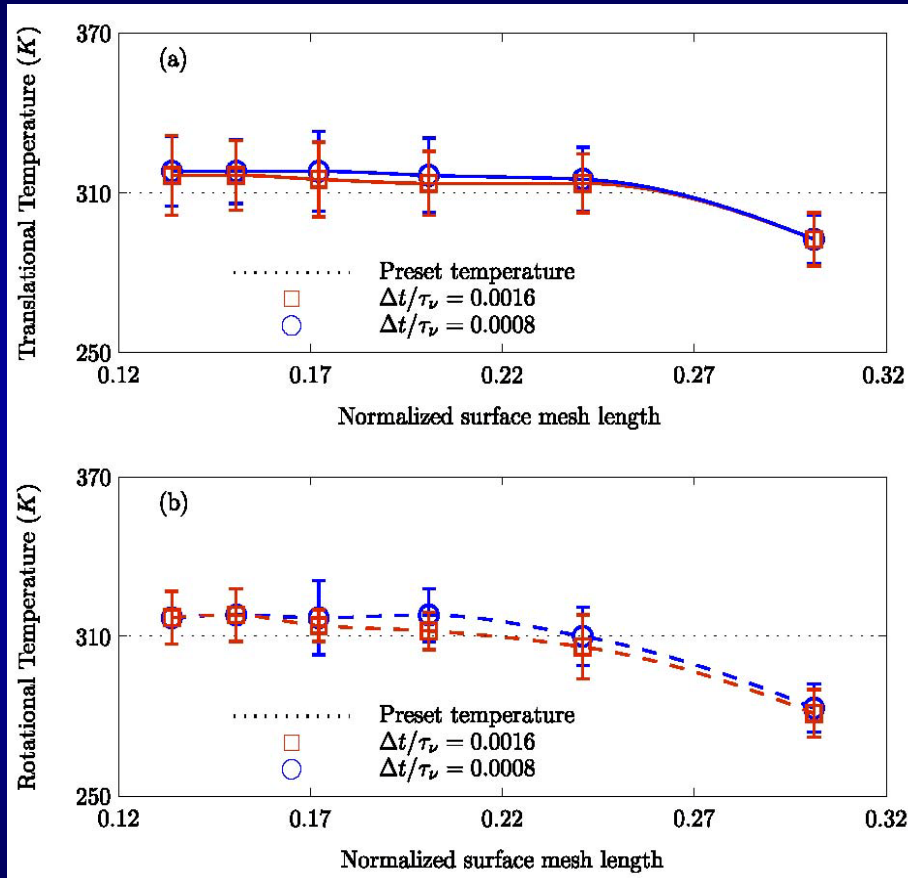 370
(a)
Translational Temperature (K)
310
Preset temperature
Δt/τν = 0.0016
Δt/τν = 0.0008
250
0.12 0.17 0.22 0.27 0.32
Normalized surface mesh length
370
(b)
Rotational Temperature (K)
310
Preset temperature
Δt/τν = 0.0016
Δt/τν = 0.0008
250
0.12 0.17 0.22 0.27 0.32
Normalized surface mesh length